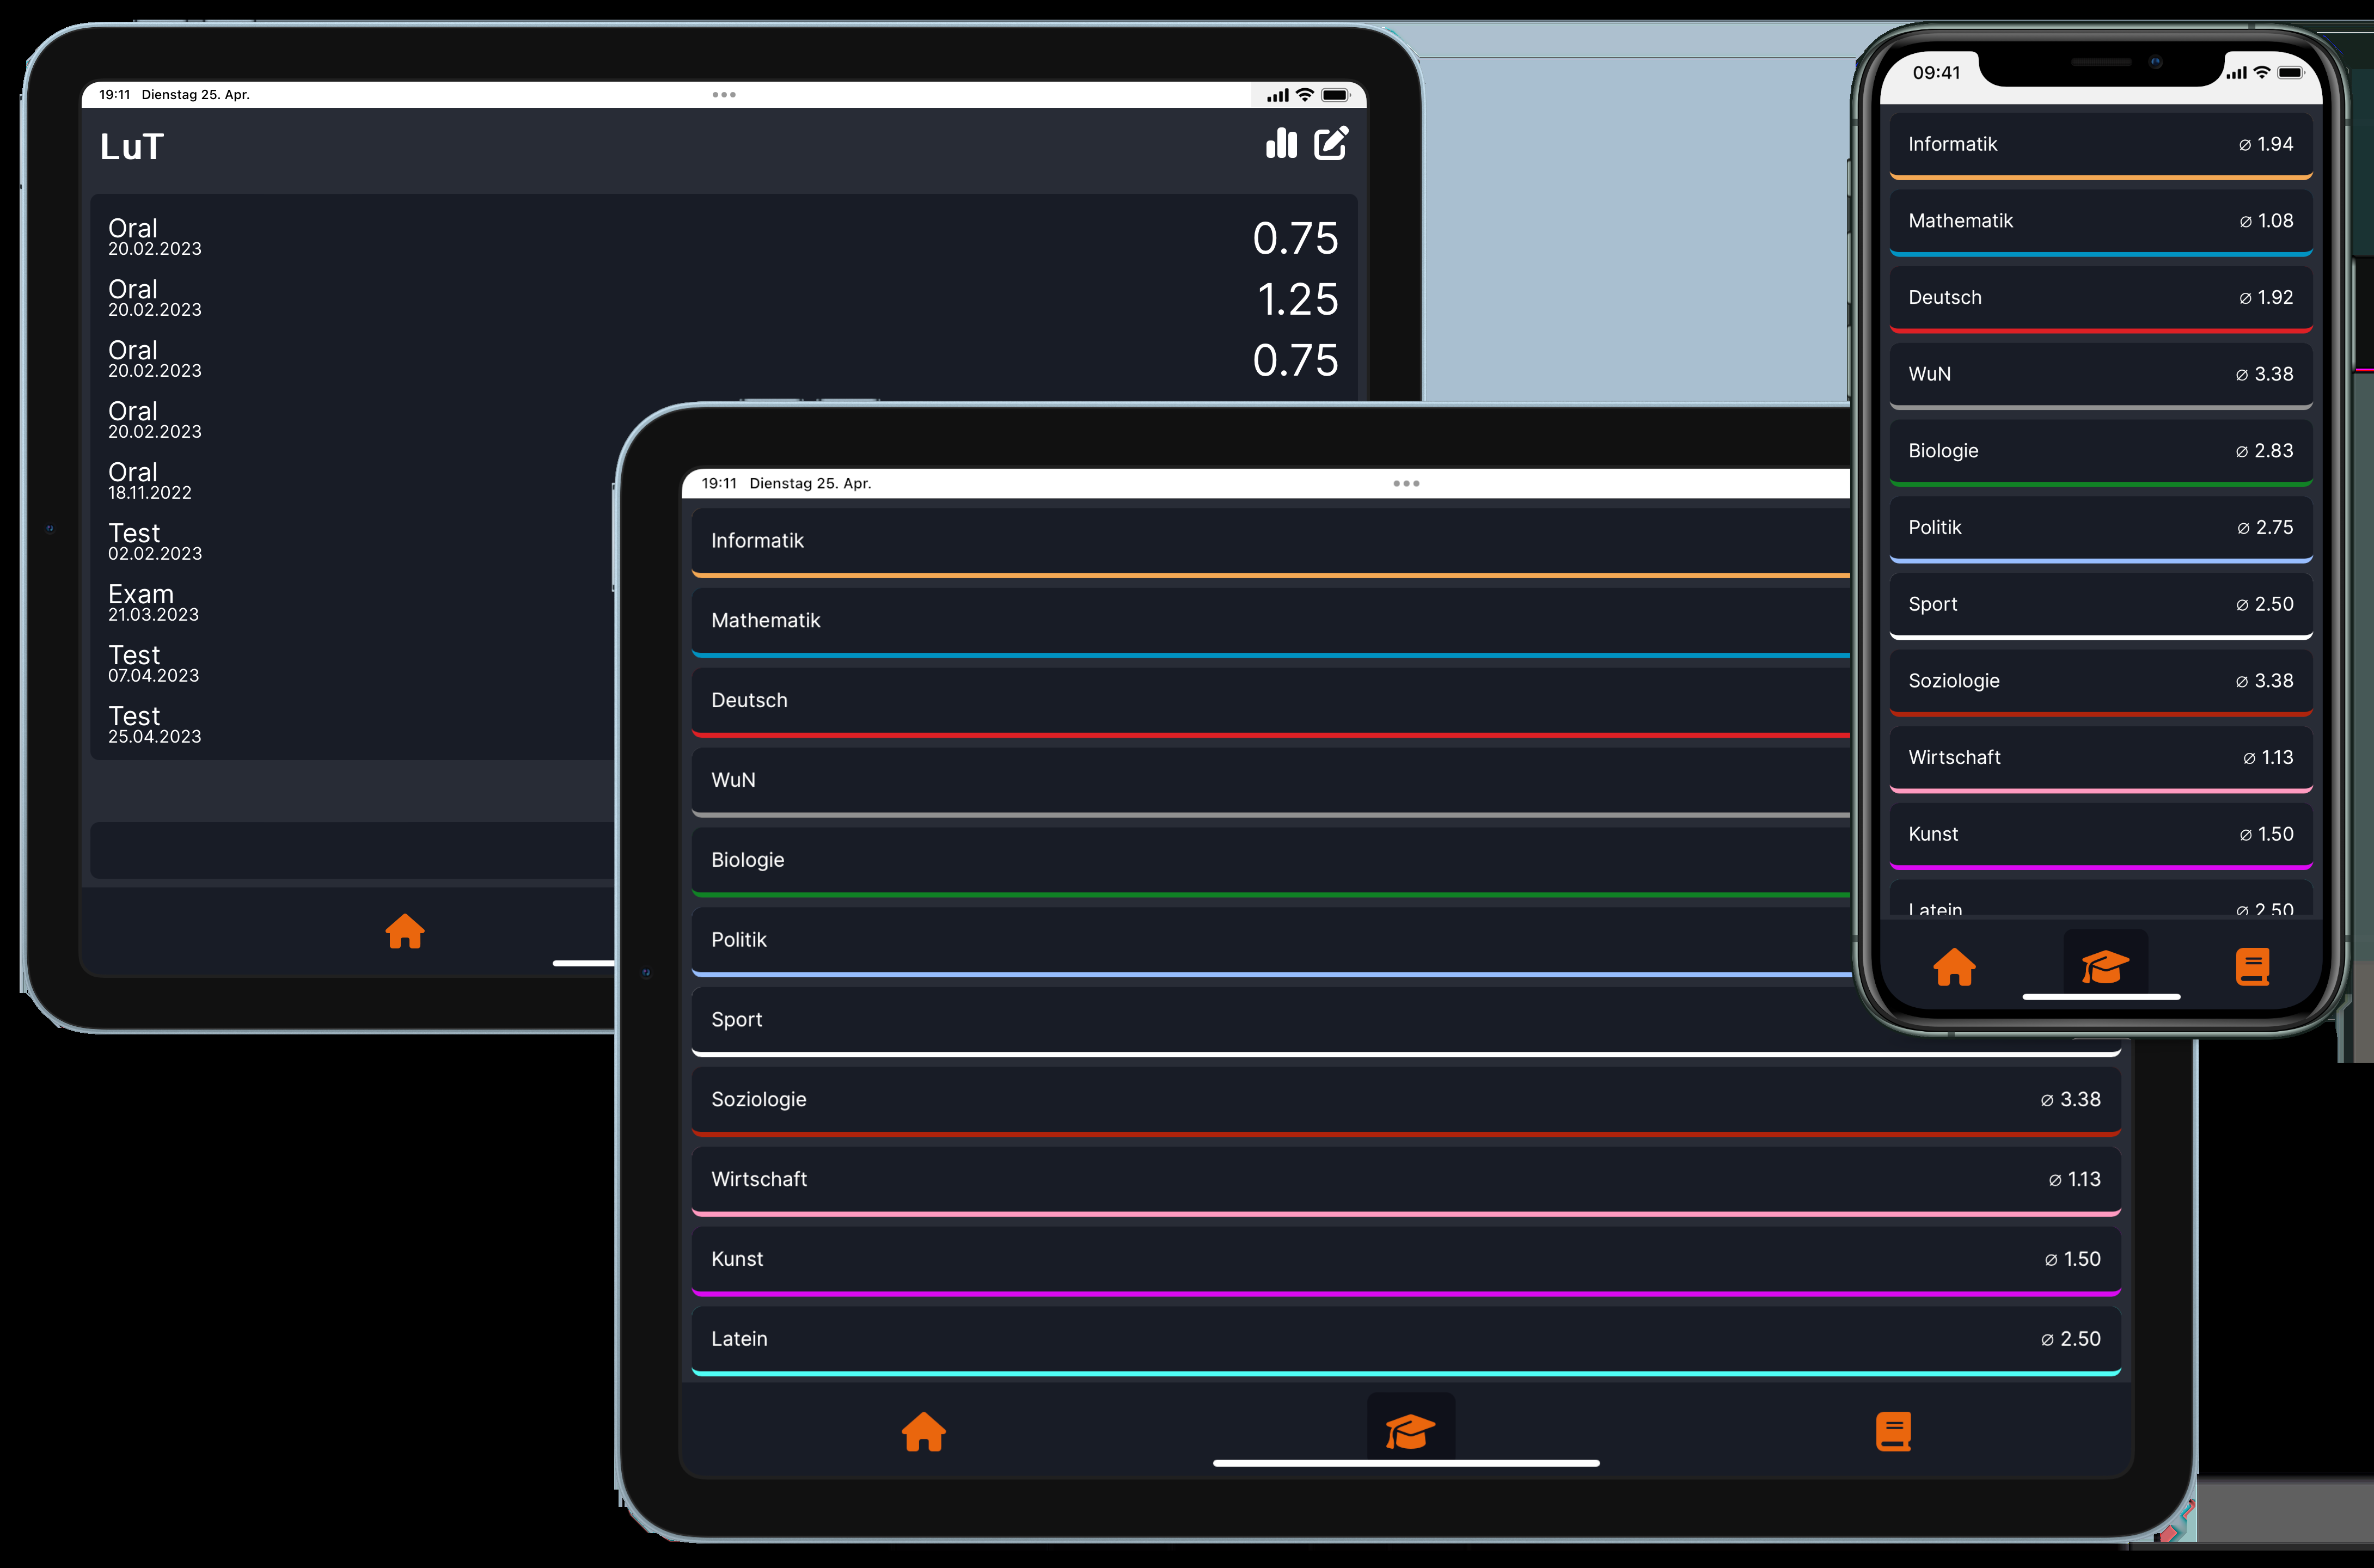 19:11 Dienstag 25. Apr.
LuT
Oral
20.02.2023
0.75
Oral
20.02.2023
1.25
Oral
20.02.2023
0.75
Oral
20.02.2023
Oral
18.11.2022
Test
02.02.2023
Exam
21.03.2023
Test
07.04.2023
Test
25.04.2023
19:11 Dienstag 25. Apr.
Informatik
Mathematik
Deutsch
WuN
Biologie
Politik
Sport
Soziologie ∅ 3.38
Wirtschaft ∅ 1.13
Kunst ∅ 1.50
Latein ∅ 2.50
09:41
Informatik ∅ 1.94
Mathematik ∅ 1.08
Deutsch ∅ 1.92
WuN ∅ 3.38
Biologie ∅ 2.83
Politik ∅ 2.75
Sport ∅ 2.50
Soziologie ∅ 3.38
Wirtschaft ∅ 1.13
Kunst ∅ 1.50
Latein ∅ 2.50